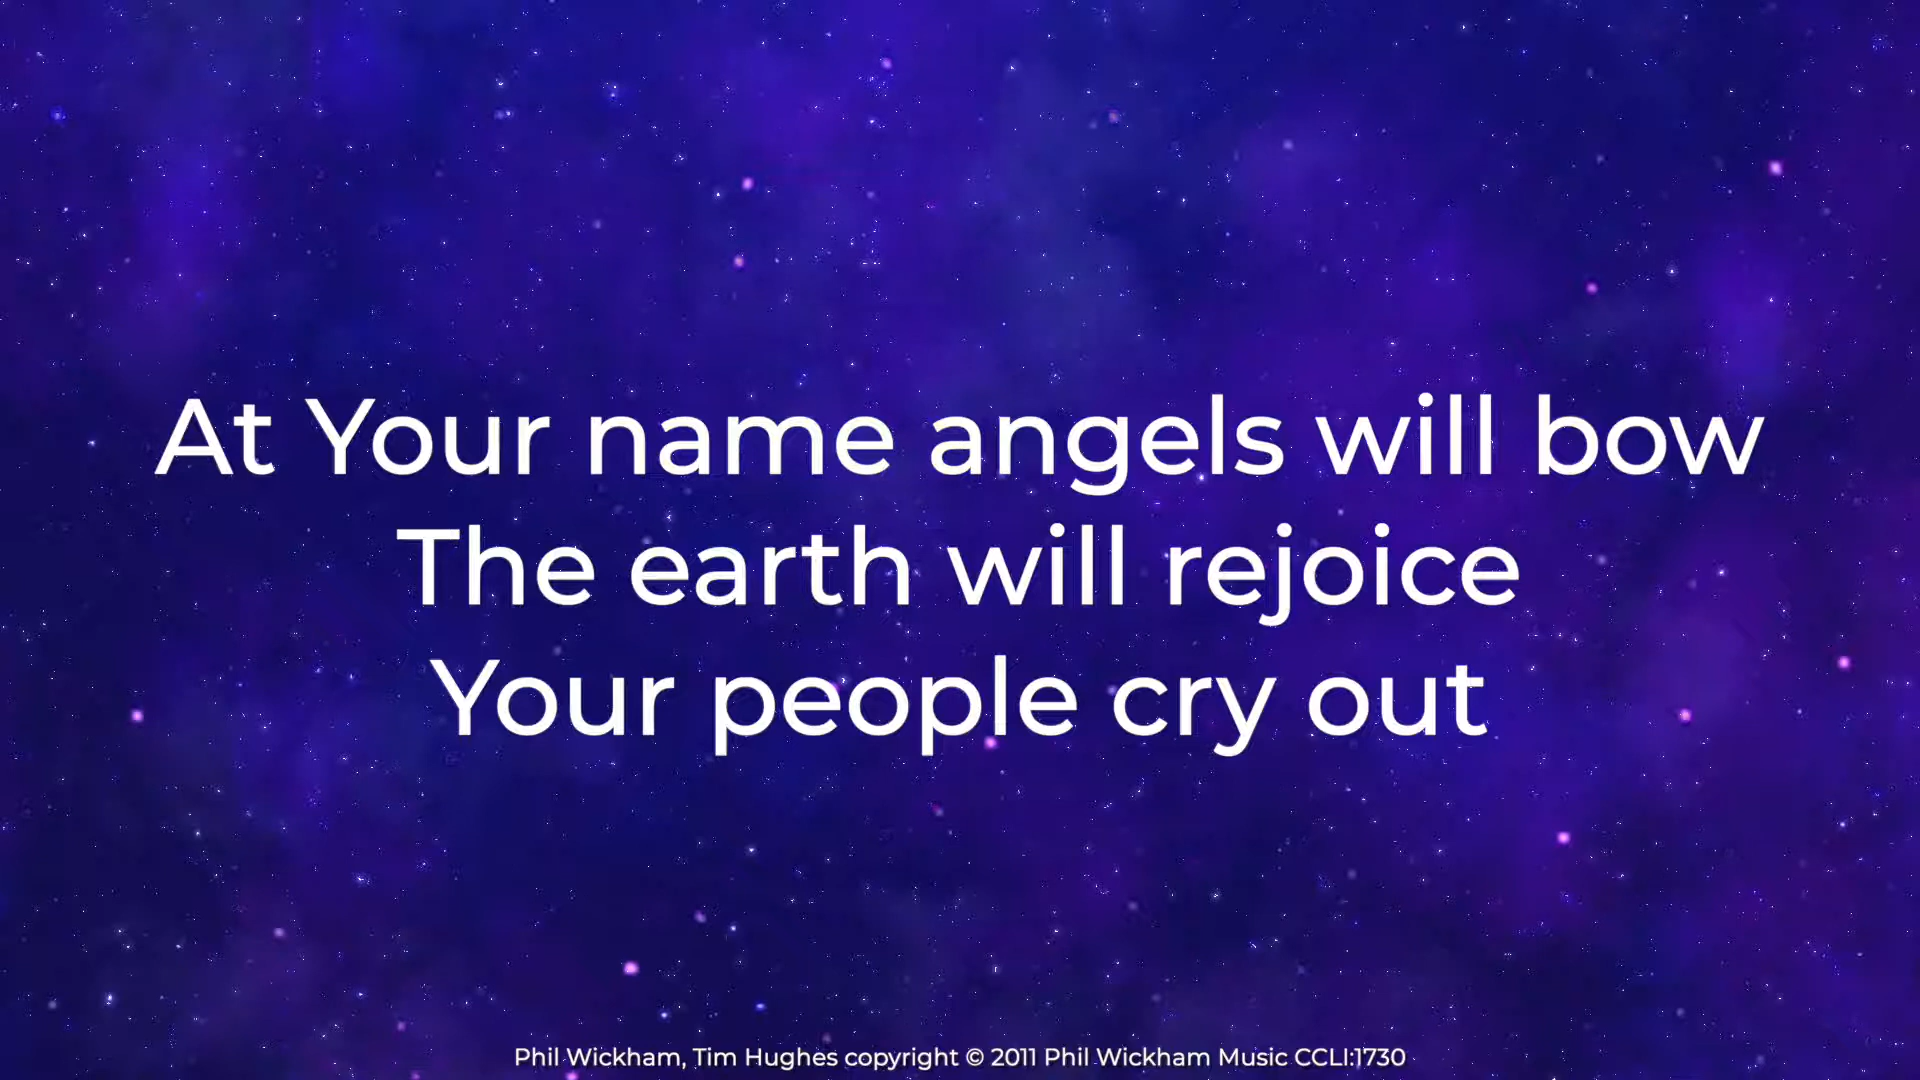 At Your name angels will bow
The earth will rejoice
Your people cry out
Phil Wickham, Tim Hughes copyright © 2011 Phil Wickham Music CCLI:1730